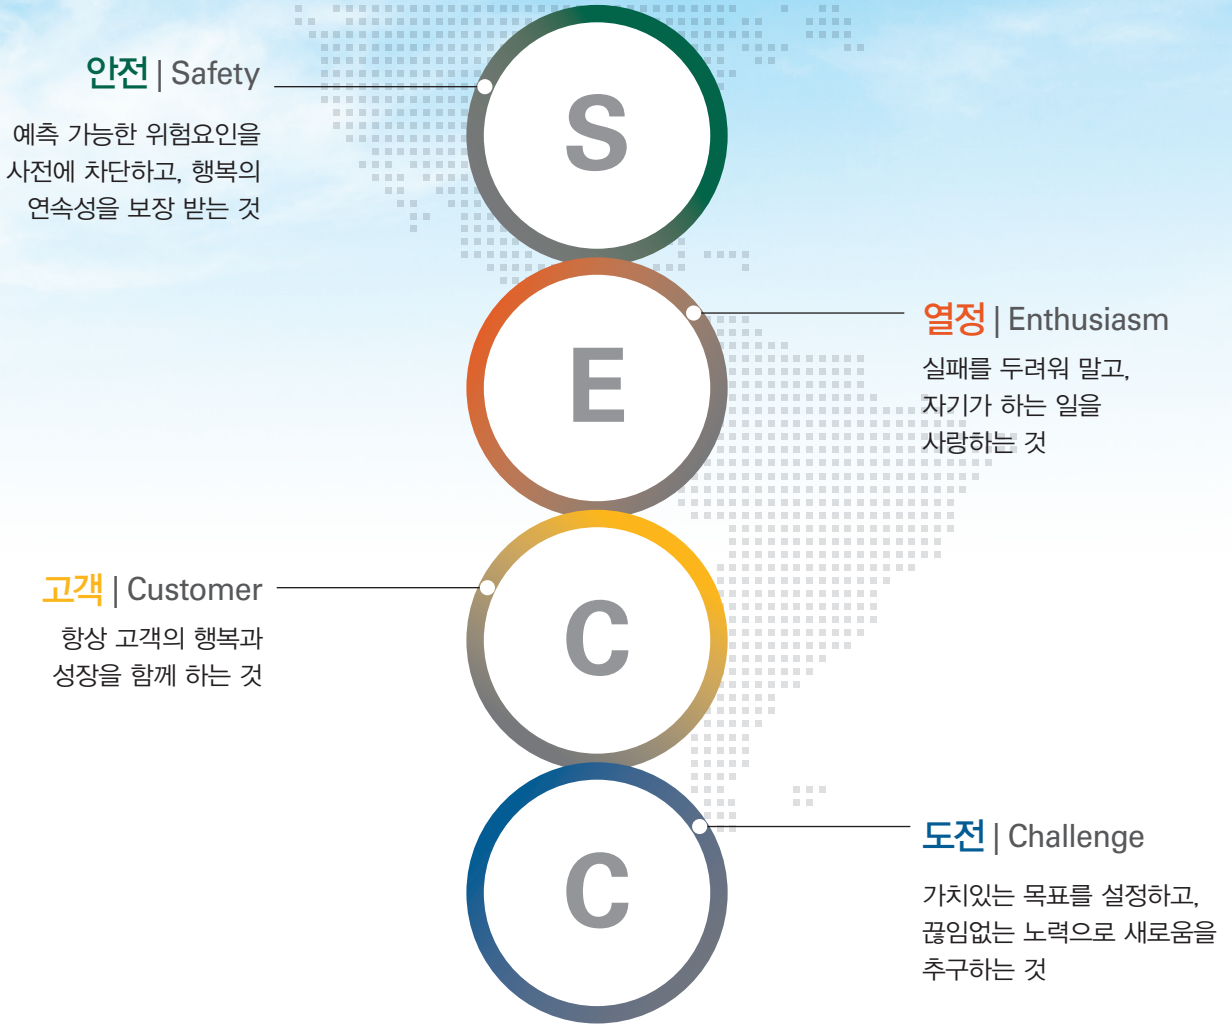 S
안전 | Safety
예측 가능한 위험요인을
사전에 차단하고, 행복의
연속성을 보장 받는 것
E
열정 | Enthusiasm
실패를 두려워 말고,
자기가 하는 일을
사랑하는 것
C
고객 | Customer
항상 고객의 행복과
성장을 함께 하는 것
C
도전 | Challenge
가치있는 목표를 설정하고,
끊임없는 노력으로 새로움을
추구하는 것